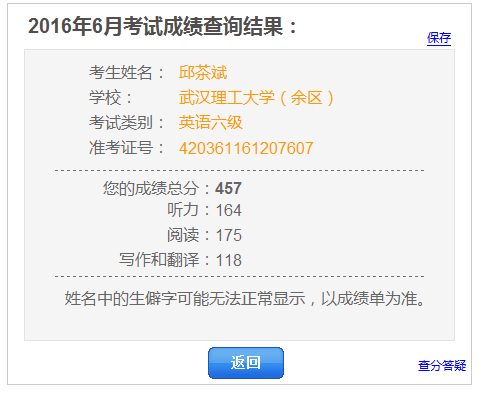 2016年6月考试成绩查询结果：
保存
考生姓名： 邱茶斌
学校： 武汉理工大学（余区）
考试类别： 英语六级
准考证号： 420361161207607
您的成绩总分：457
听力：164
阅读：175
写作和翻译：118
姓名中的生僻字可能无法正常显示，以成绩单为准。
返回
查分答疑